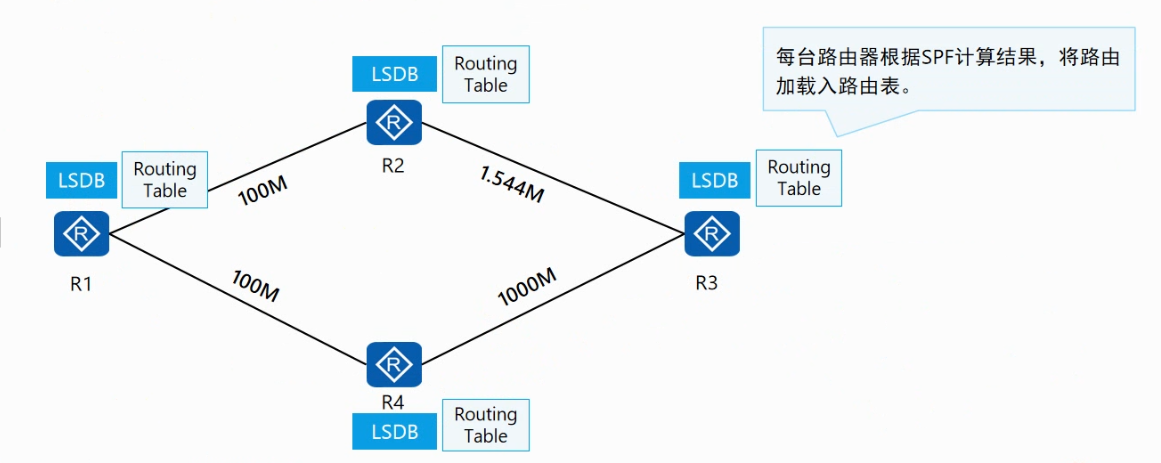 LSDB
Routing
Table
R
R2
每台路由器根据SPF计算结果，将路由
加载入路由表。
LSDB
Routing
Table
R
R1
100M
1.544M
LSDB
Routing
Table
R
R3
100M
1000M
R
R4
LSDB
Routing
Table